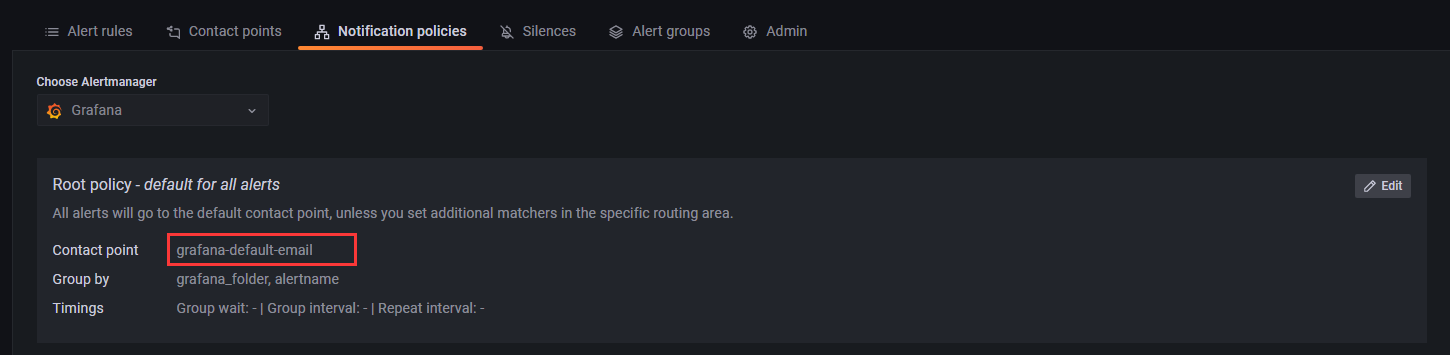 Alert rules Contact points Notification policies Silences Alert groups Admin
Choose Alertmanager
Grafana
Root policy - default for all alerts Edit
All alerts will go to the default contact point, unless you set additional matchers in the specific routing area.
Contact point grafana-default-email
Group by grafana_folder, alertname
Timings Group wait: - | Group interval: - | Repeat interval: -